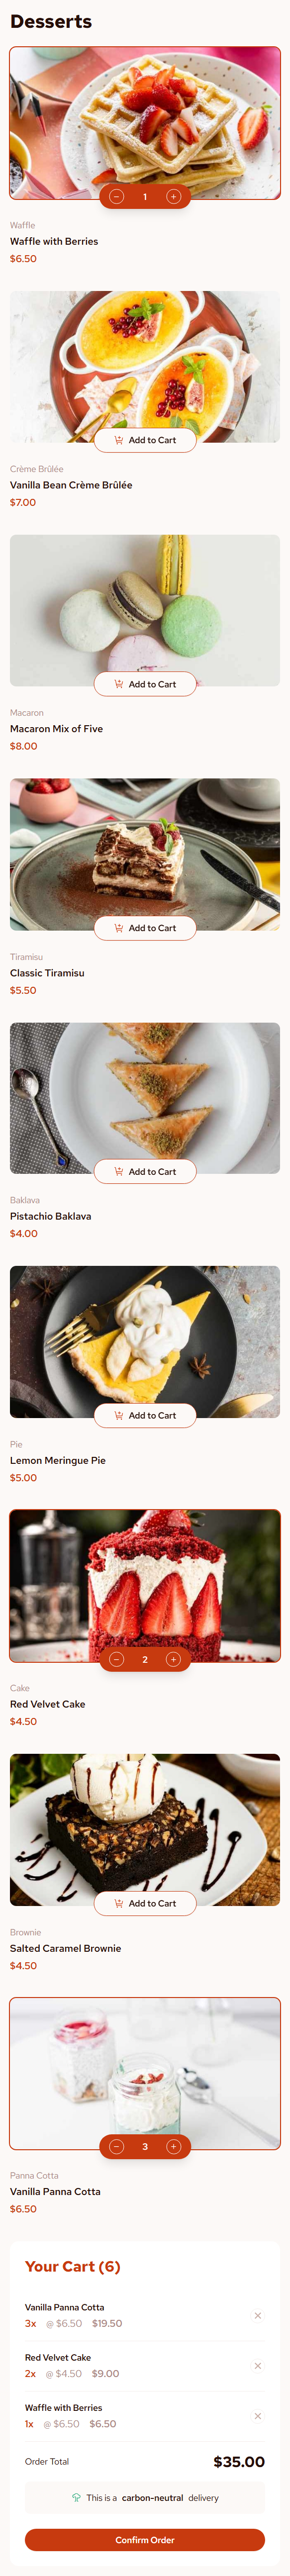 Desserts
1
Waffle
Waffle with Berries
$6.50
Add to Cart
Crème Brûlée
Vanilla Bean Crème Brûlée
$7.00
Add to Cart
Macaron
Macaron Mix of Five
$8.00
Add to Cart
Tiramisu
Classic Tiramisu
$5.50
Add to Cart
Baklava
Pistachio Baklava
$4.00
Add to Cart
Pie
Lemon Meringue Pie
$5.00
2
Cake
Red Velvet Cake
$4.50
Add to Cart
Brownie
Salted Caramel Brownie
$4.50
3
Panna Cotta
Vanilla Panna Cotta
$6.50
Your Cart (6)
Vanilla Panna Cotta
3x @ $6.50 $19.50
Red Velvet Cake
2x @ $4.50 $9.00
Waffle with Berries
1x @ $6.50 $6.50
Order Total $35.00
This is a carbon-neutral delivery
Confirm Order